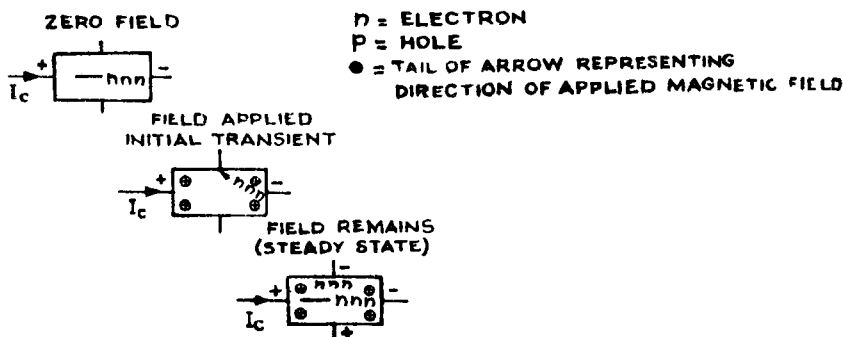 ZERO FIELD
n = ELECTRON
P = HOLE
⊕ = TAIL OF ARROW REPRESENTING
DIRECTION OF APPLIED MAGNETIC FIELD
+ nnn -
Ic
FIELD APPLIED
INITIAL TRANSIENT
+ nnn -
Ic
FIELD REMAINS
(STEADY STATE)
-
nnn
+ nnn -
Ic
+